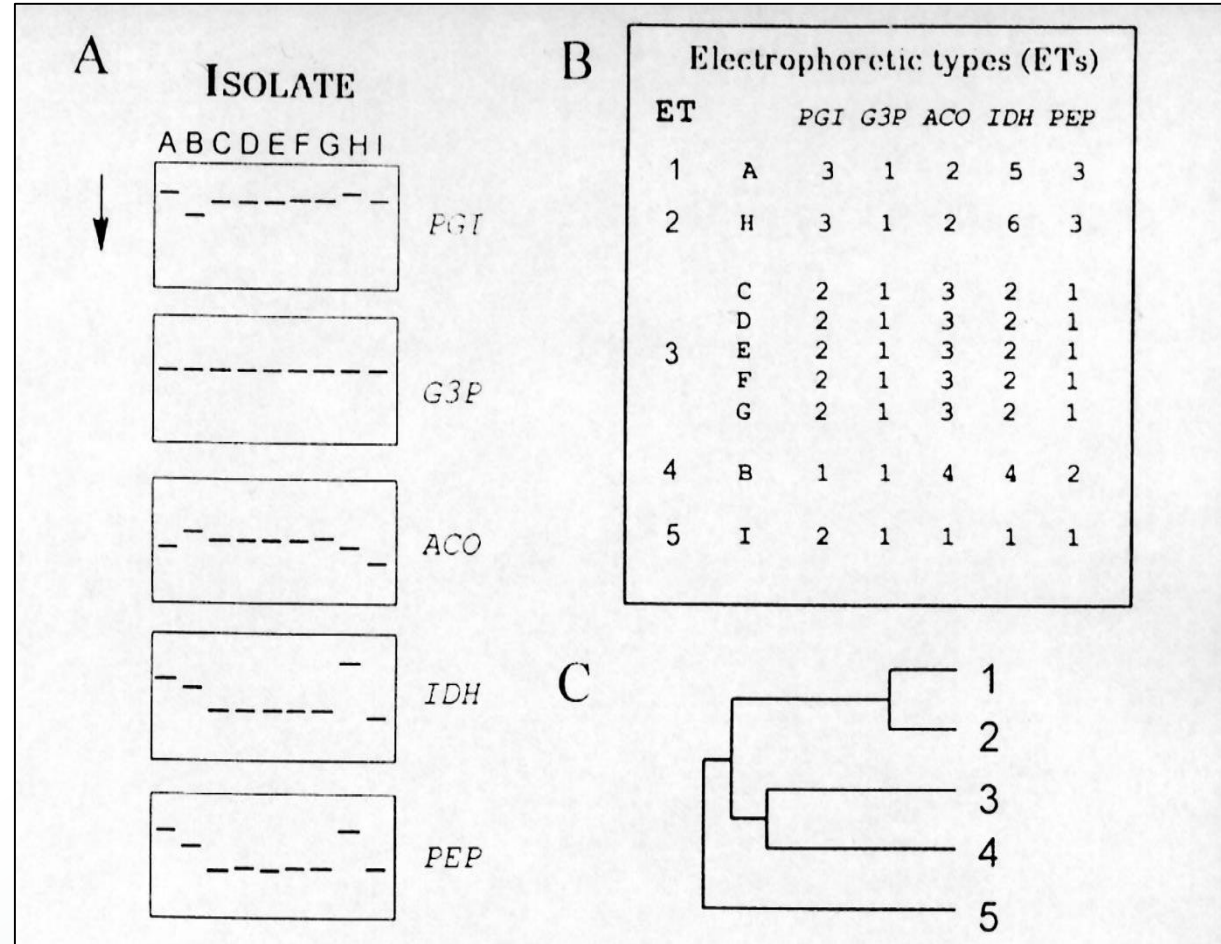 A
ISOLATE
A B C D E F G H I
PGI
G3P
ACO
IDH
PEP
B
Electrophoretic types (ETs)
ET PGI G3P ACO IDH PEP
1 A 3 1 2 5 3
2 H 3 1 2 6 3
C 2 1 3 2 1
D 2 1 3 2 1
3 E 2 1 3 2 1
F 2 1 3 2 1
G 2 1 3 2 1
4 B 1 1 4 4 2
5 I 2 1 1 1 1
C
1
2
3
4
5